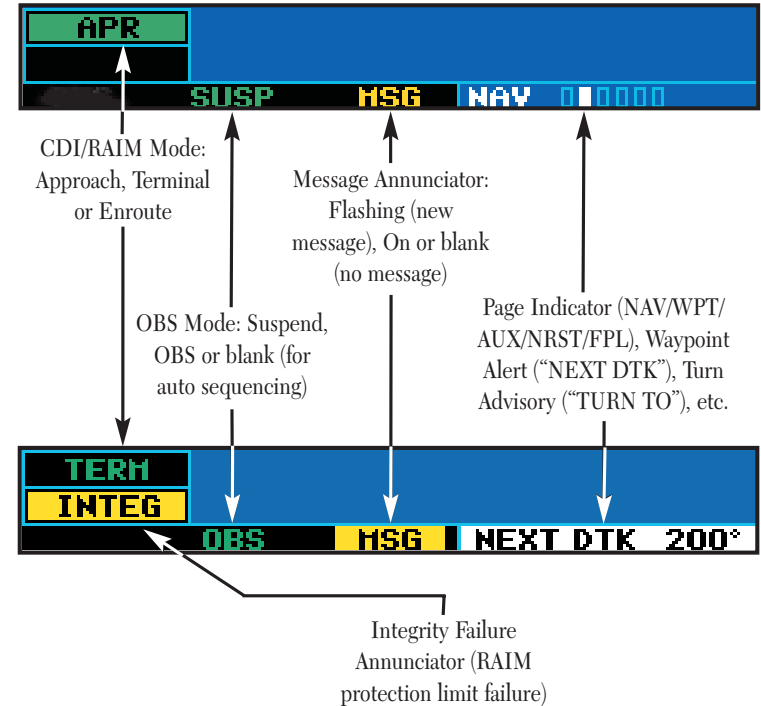 APR
SUSP
MSG
NAV
CDI/RAIM Mode:
Approach, Terminal
or Enroute
Message Annunciator:
Flashing (new
message), On or blank
(no message)
OBS Mode: Suspend,
OBS or blank (for
auto sequencing)
Page Indicator (NAV/WPT/
AUX/NRST/FPL), Waypoint
Alert (“NEXT DTK”), Turn
Advisory (“TURN TO”), etc.
TERM
INTEG
OBS
MSG
NEXT DTK 200°
Integrity Failure
Annunciator (RAIM
protection limit failure)